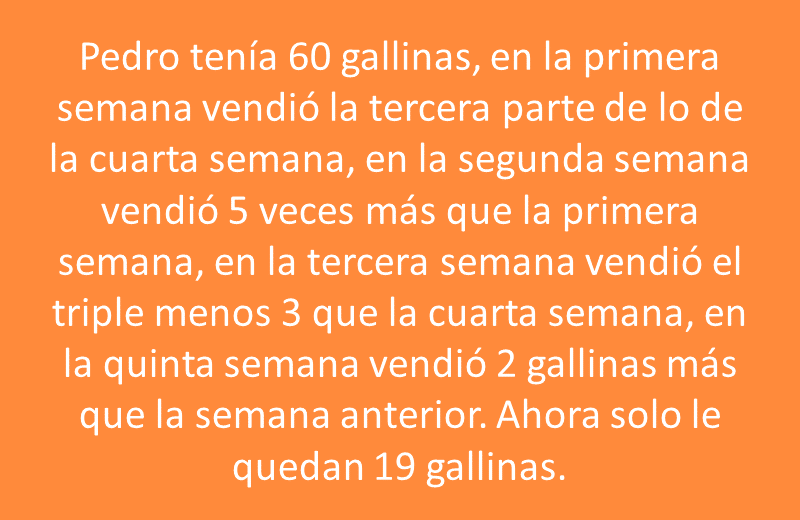 Pedro tenía 60 gallinas, en la primera
semana vendió la tercera parte de lo de
la cuarta semana, en la segunda semana
vendió 5 veces más que la primera
semana, en la tercera semana vendió el
triple menos 3 que la cuarta semana, en
la quinta semana vendió 2 gallinas más
que la semana anterior. Ahora solo le
quedan 19 gallinas.